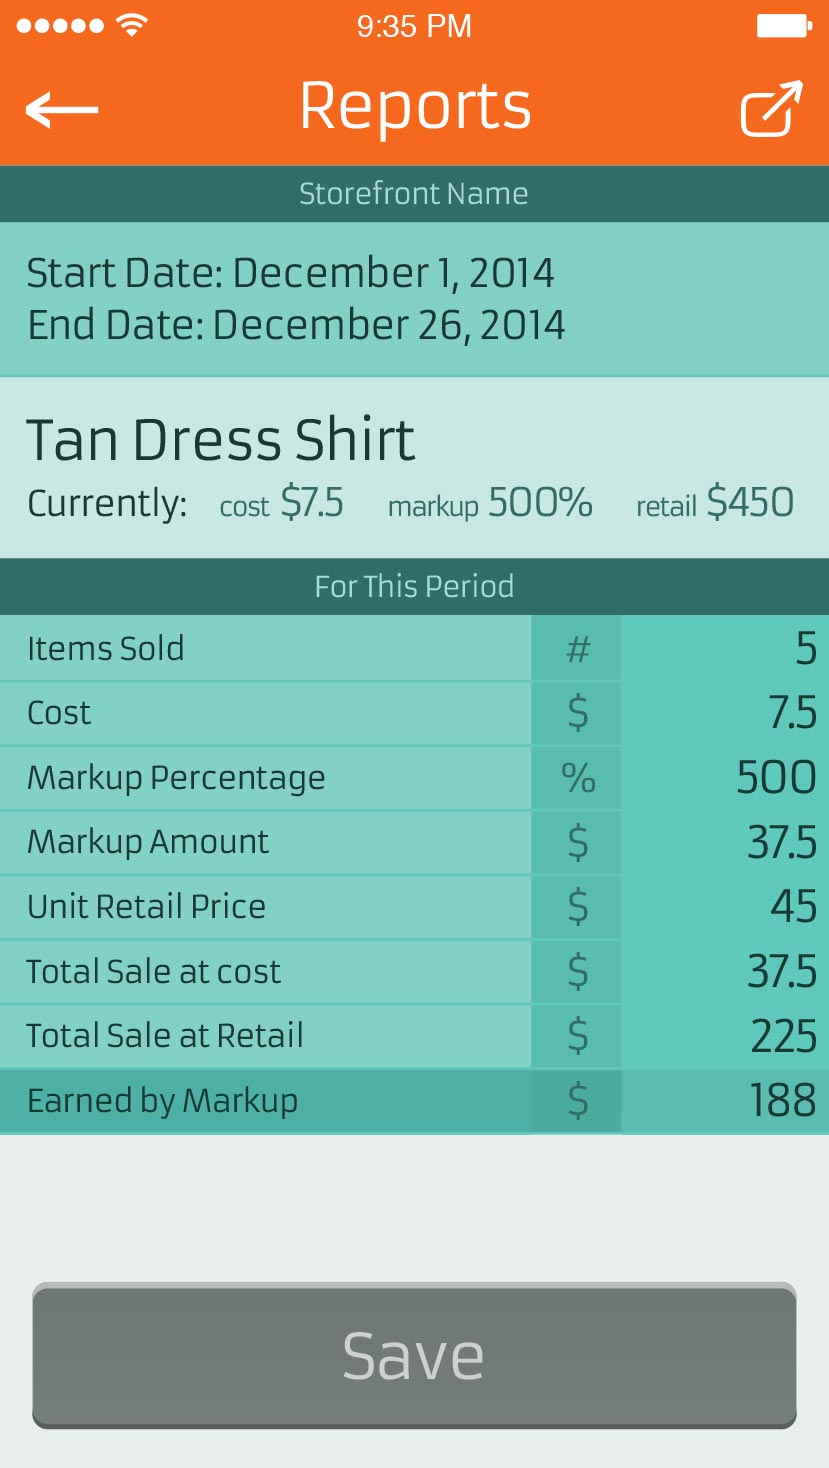 9:35 PM
Reports
Storefront Name
Start Date: December 1, 2014
End Date: December 26, 2014
Tan Dress Shirt
Currently: cost $7.5 markup 500% retail $450
For This Period
Items Sold # 5
Cost $ 7.5
Markup Percentage % 500
Markup Amount $ 37.5
Unit Retail Price $ 45
Total Sale at cost $ 37.5
Total Sale at Retail $ 225
Earned by Markup $ 188
Save